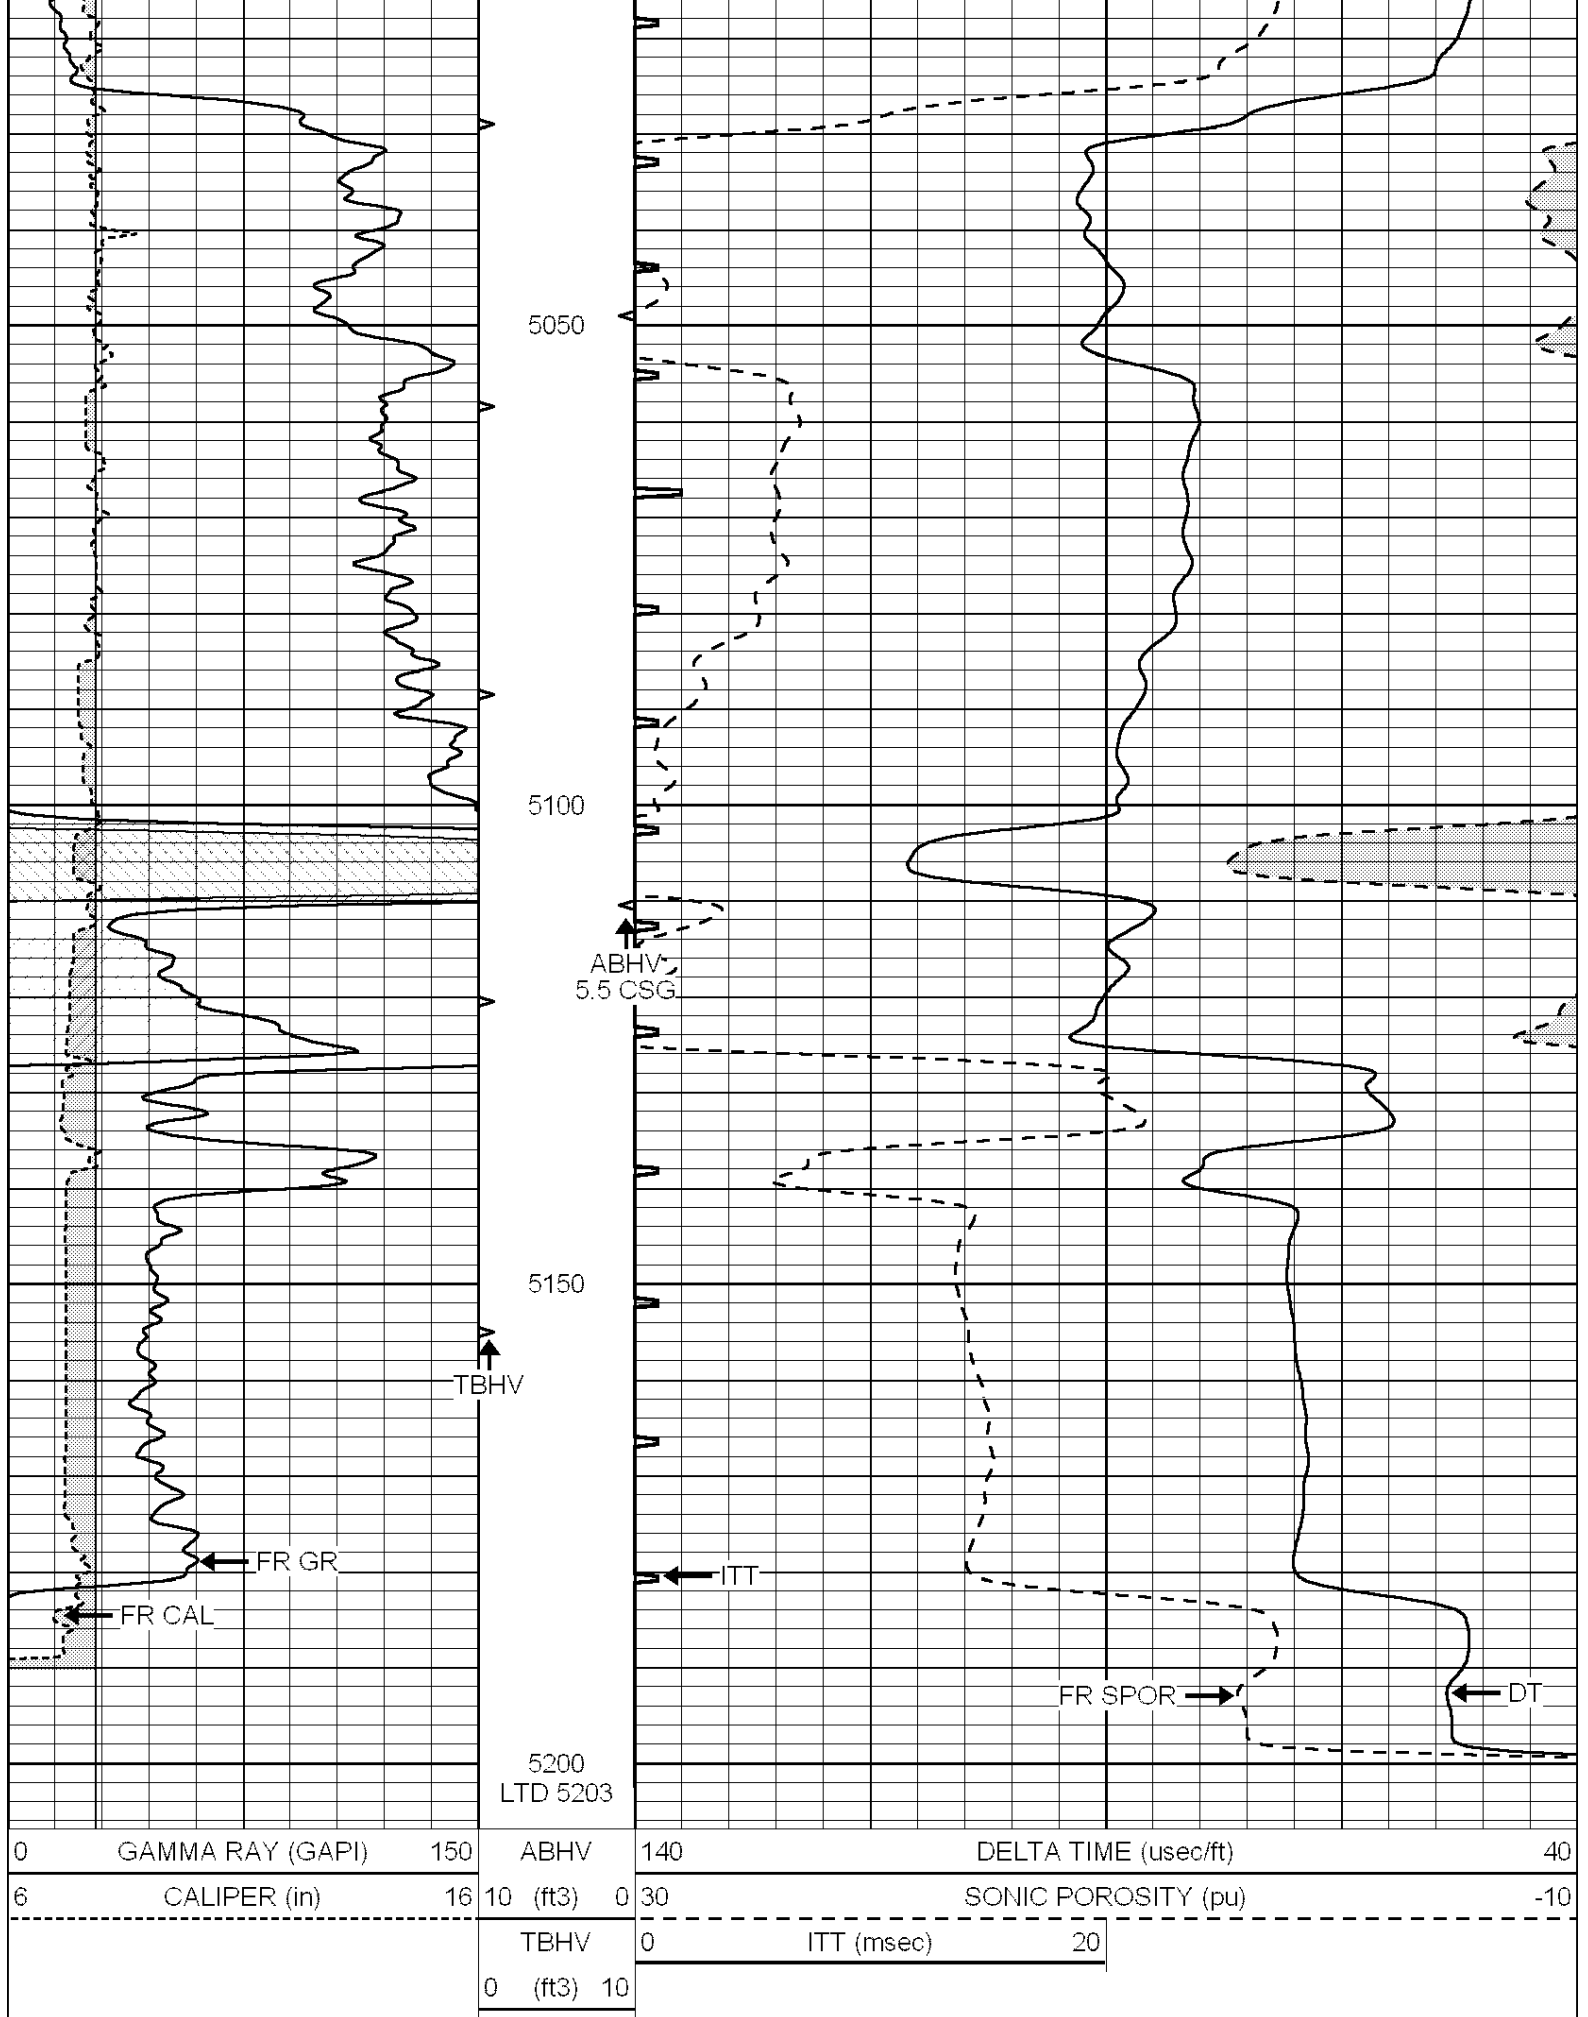 5050
5100
ABHV
5.5 CSG
5150
TBHV
FR GR
ITT
FR CAL
FR SPOR
DT
5200
LTD 5203
0 GAMMA RAY (GAPI) 150 ABHV 140 DELTA TIME (usec/ft) 40
6 CALIPER (in) 16 10 (ft3) 0 30 SONIC POROSITY (pu) -10
TBHV 0 ITT (msec) 20
0 (ft3) 10